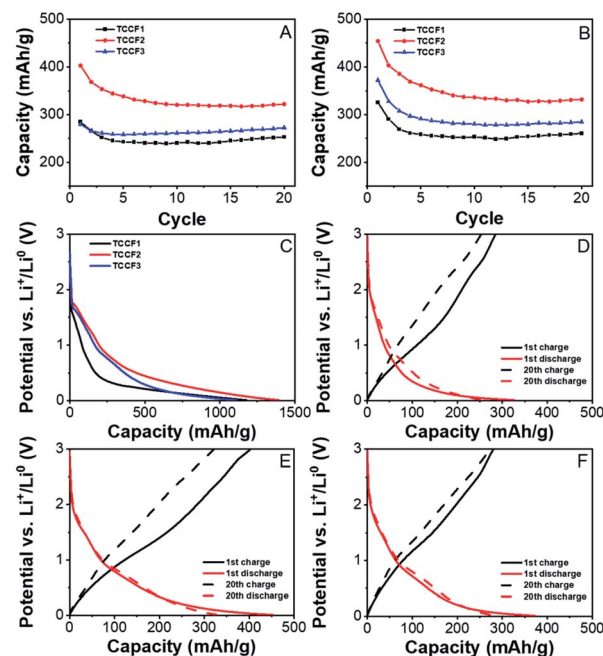 A
TCCF1
TCCF2
TCCF3
Capacity (mAh/g)
500
400
300
200
0
5
10
15
20
Cycle
B
TCCF1
TCCF2
TCCF3
Capacity (mAh/g)
500
400
300
200
0
5
10
15
20
Cycle
C
TCCF1
TCCF2
TCCF3
Potential vs. Li⁺/Li⁰ (V)
3
2
1
0
0
500
1000
1500
Capacity (mAh/g)
D
Potential vs. Li⁺/Li⁰ (V)
3
2
1
0
1st charge
1st discharge
20th charge
20th discharge
0
100
200
300
400
500
Capacity (mAh/g)
E
Potential vs. Li⁺/Li⁰ (V)
3
2
1
0
1st charge
1st discharge
20th charge
20th discharge
0
100
200
300
400
500
Capacity (mAh/g)
F
Potential vs. Li⁺/Li⁰ (V)
3
2
1
0
1st charge
1st discharge
20th charge
20th discharge
0
100
200
300
400
500
Capacity (mAh/g)